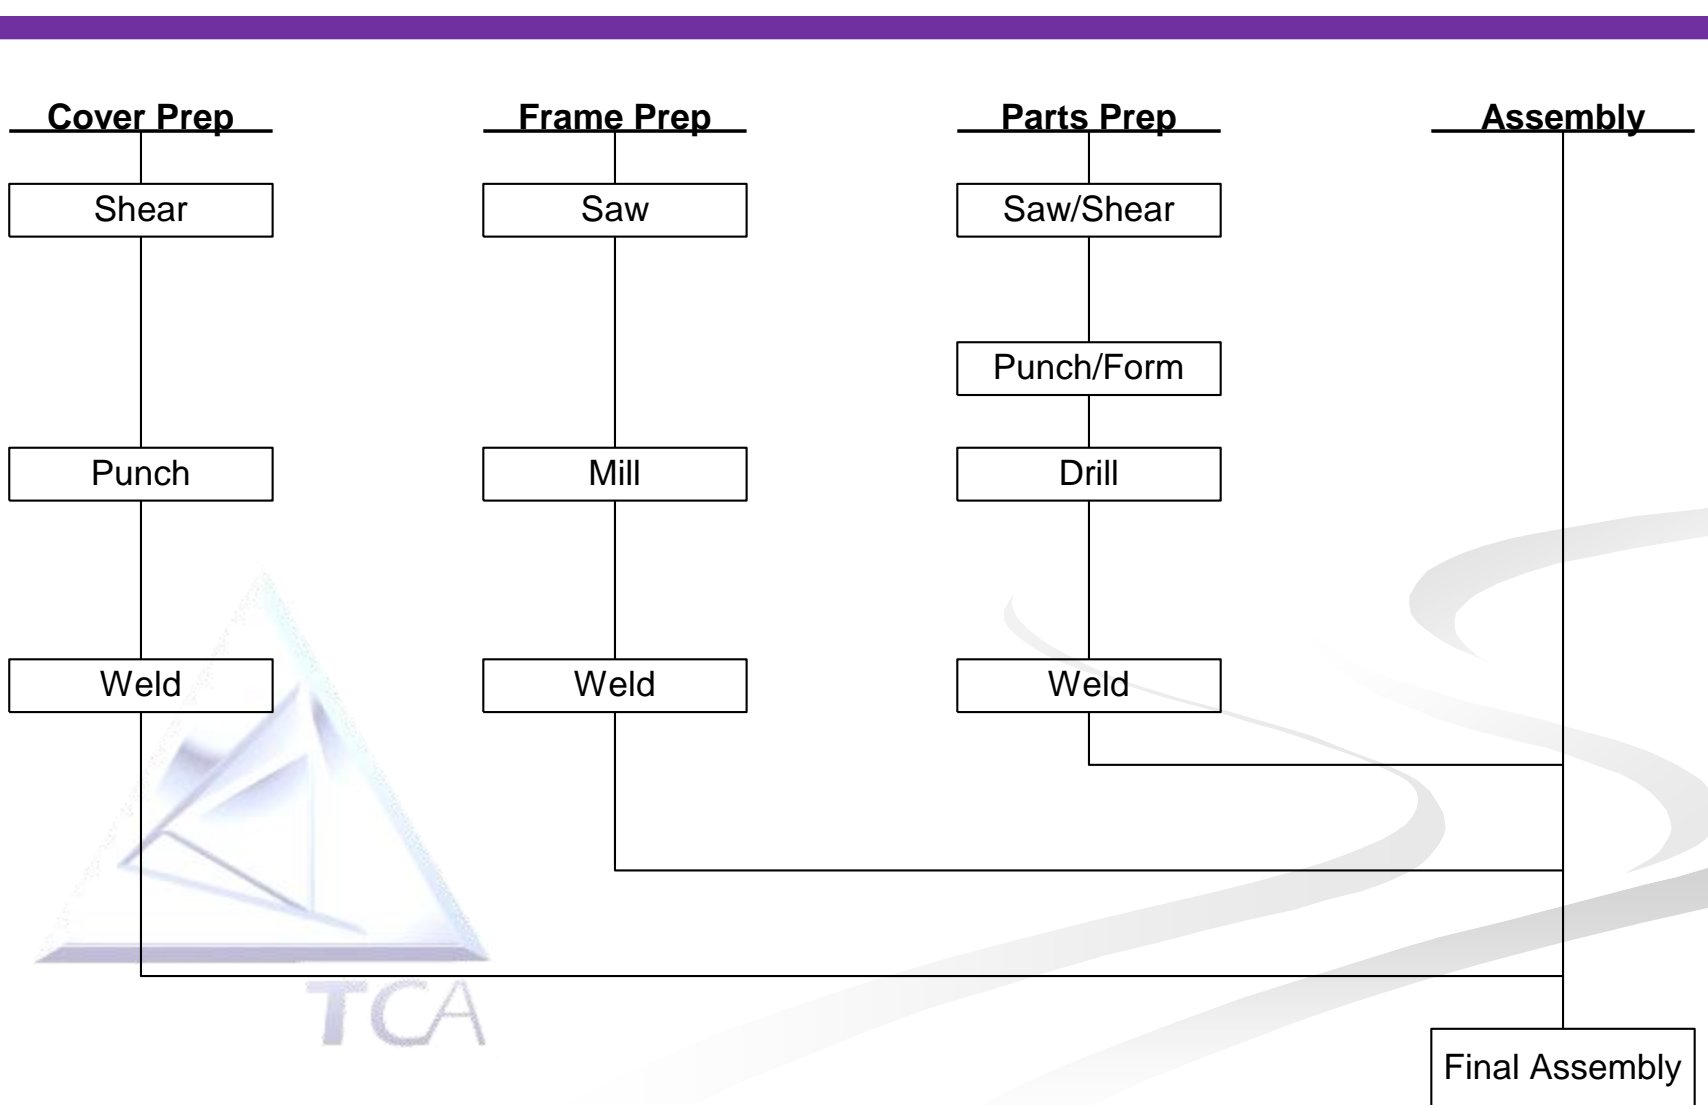 Cover Prep Frame Prep Parts Prep Assembly
Shear Saw Saw/Shear
Punch/Form
Punch Mill Drill
Weld Weld Weld
TCA
Final Assembly